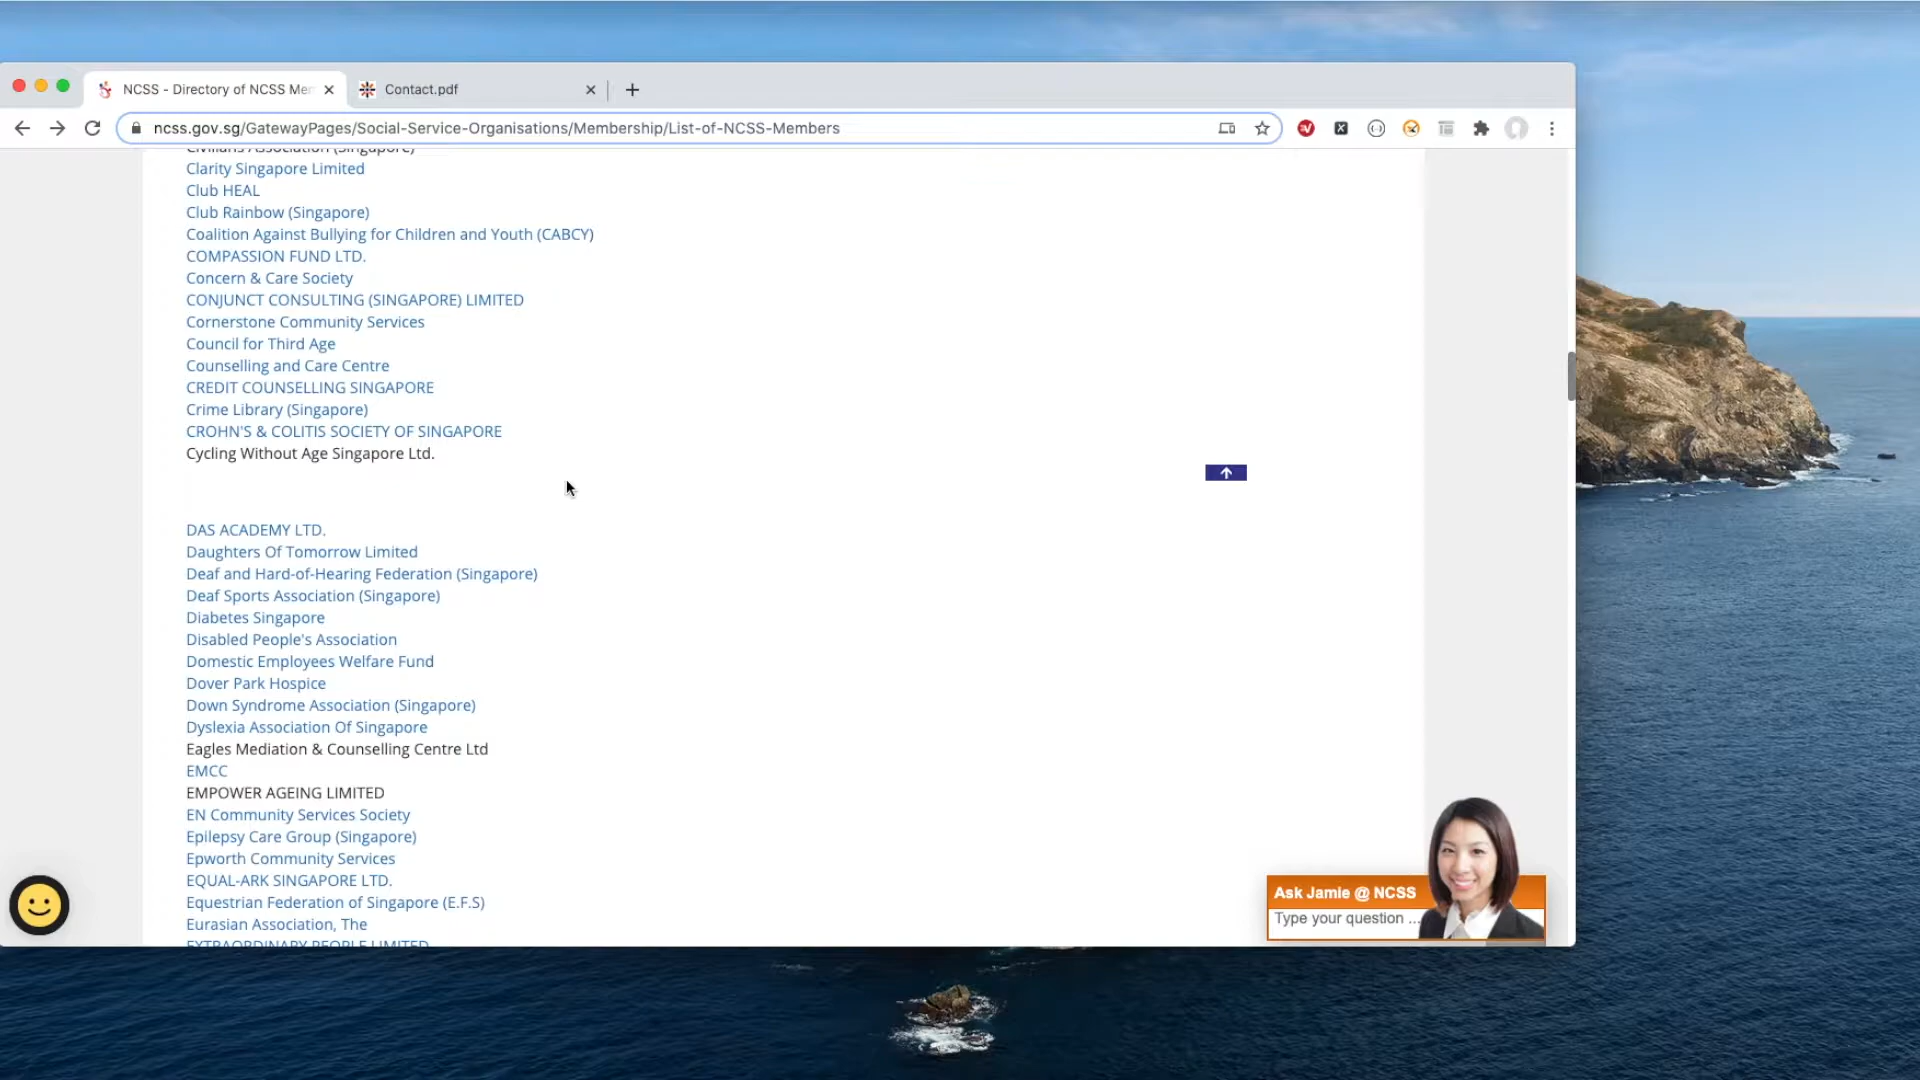 NCSS - Directory of NCSS Mem
Contact.pdf
ncss.gov.sg/GatewayPages/Social-Service-Organisations/Membership/List-of-NCSS-Members
Civilians Association (Singapore)
Clarity Singapore Limited
Club HEAL
Club Rainbow (Singapore)
Coalition Against Bullying for Children and Youth (CABCY)
COMPASSION FUND LTD.
Concern & Care Society
CONJUNCT CONSULTING (SINGAPORE) LIMITED
Cornerstone Community Services
Council for Third Age
Counselling and Care Centre
CREDIT COUNSELLING SINGAPORE
Crime Library (Singapore)
CROHN'S & COLITIS SOCIETY OF SINGAPORE
Cycling Without Age Singapore Ltd.
DAS ACADEMY LTD.
Daughters Of Tomorrow Limited
Deaf and Hard-of-Hearing Federation (Singapore)
Deaf Sports Association (Singapore)
Diabetes Singapore
Disabled People's Association
Domestic Employees Welfare Fund
Dover Park Hospice
Down Syndrome Association (Singapore)
Dyslexia Association Of Singapore
Eagles Mediation & Counselling Centre Ltd
EMCC
EMPOWER AGEING LIMITED
EN Community Services Society
Epilepsy Care Group (Singapore)
Epworth Community Services
EQUAL-ARK SINGAPORE LTD.
Equestrian Federation of Singapore (E.F.S)
Eurasian Association, The
EXTRAORDINARY PEOPLE LIMITED
Ask Jamie @ NCSS
Type your question ...